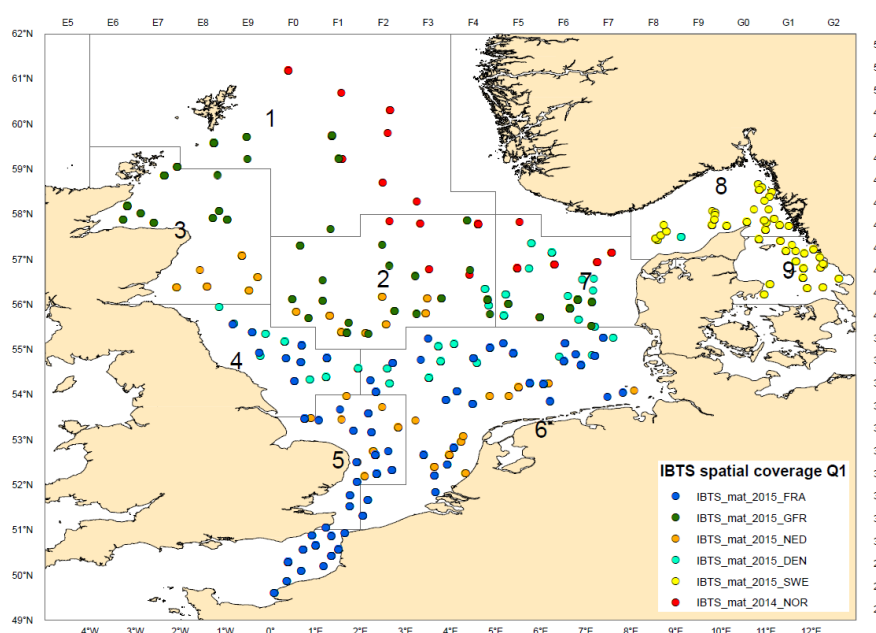 E5 E6 E7 E8 E9 F0 F1 F2 F3 F4 F5 F6 F7 F8 F9 G0 G1 G2
62°N
61°N
1
60°N
59°N
8
58°N
3
9
57°N
2
7
56°N
55°N
4
54°N
6
53°N
5
52°N
51°N
50°N
49°N
IBTS spatial coverage Q1
IBTS_mat_2015_FRA
IBTS_mat_2015_GFR
IBTS_mat_2015_NED
IBTS_mat_2015_DEN
IBTS_mat_2015_SWE
IBTS_mat_2014_NOR
4°W 3°W 2°W 1°W 0° 1°E 2°E 3°E 4°E 5°E 6°E 7°E 8°E 9°E 10°E 11°E 12°E